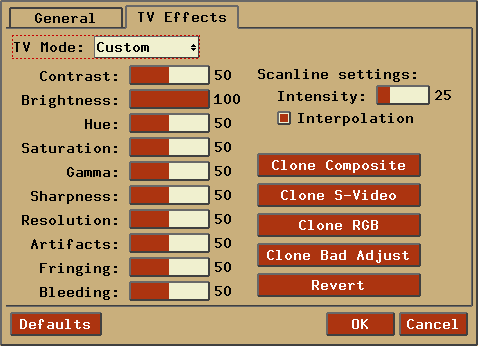 General
TV Effects
TV Mode: Custom
Contrast: 50
Scanline settings:
Brightness: 100
Intensity: 25
Hue: 50
Interpolation
Saturation: 50
Gamma: 50
Clone Composite
Sharpness: 50
Clone S-Video
Resolution: 50
Clone RGB
Artifacts: 50
Clone Bad Adjust
Fringing: 50
Revert
Bleeding: 50
Defaults
OK
Cancel